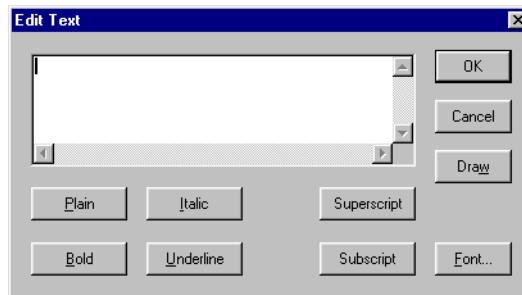 Edit Text
OK
Cancel
Draw
Plain Italic Superscript
Bold Underline Subscript Font...